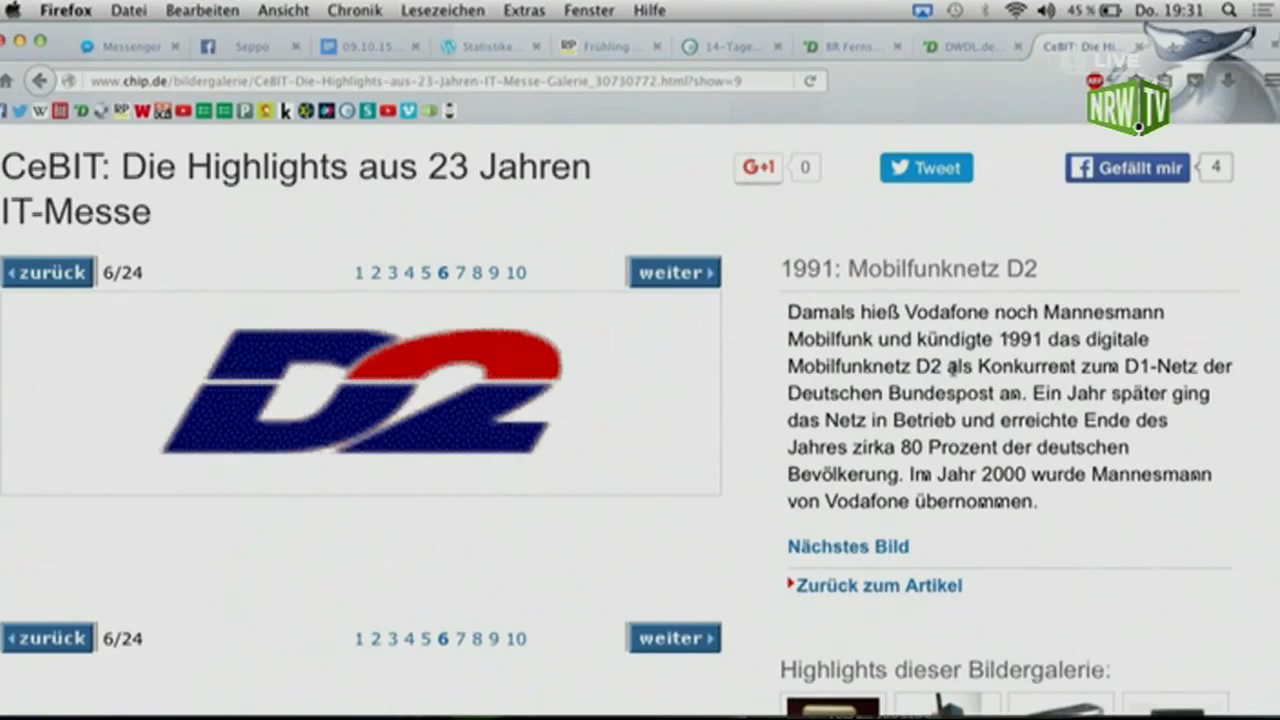 Firefox Datei Bearbeiten Ansicht Chronik Lesezeichen Extras Fenster Hilfe 45 % Do. 19:31
Messenger Seppo 09.10.15... Statistike... Frühling ... 14-Tage... BR Ferns... DWDL.de... CeBIT: Die Hi...
LIVE
www.chip.de/bildergalerie/CeBIT-Die-Highlights-aus-23-Jahren-IT-Messe-Galerie_30730772.html?show=9
ABP
NRW.TV
CeBIT: Die Highlights aus 23 Jahren
IT-Messe
G+1 0 Tweet Gefällt mir 4
zurück 6/24 1 2 3 4 5 6 7 8 9 10 weiter
D2
1991: Mobilfunknetz D2
Damals hieß Vodafone noch Mannesmann
Mobilfunk und kündigte 1991 das digitale
Mobilfunknetz D2 als Konkurrent zum D1-Netz der
Deutschen Bundespost an. Ein Jahr später ging
das Netz in Betrieb und erreichte Ende des
Jahres zirka 80 Prozent der deutschen
Bevölkerung. Im Jahr 2000 wurde Mannesmann
von Vodafone übernommen.
Nächstes Bild
Zurück zum Artikel
zurück 6/24 1 2 3 4 5 6 7 8 9 10 weiter
Highlights dieser Bildergalerie: